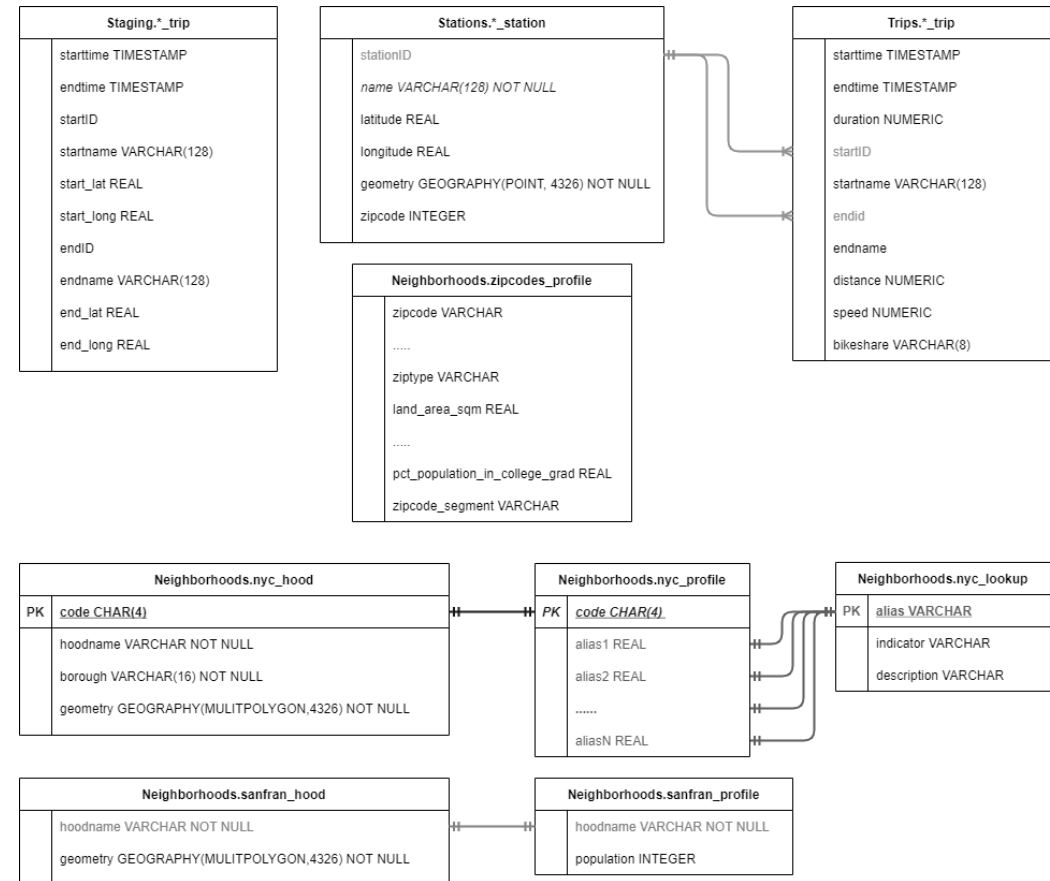 Staging.*_trip
starttime TIMESTAMP
endtime TIMESTAMP
startID
startname VARCHAR(128)
start_lat REAL
start_long REAL
endID
endname VARCHAR(128)
end_lat REAL
end_long REAL
Stations.*_station
stationID
name VARCHAR(128) NOT NULL
latitude REAL
longitude REAL
geometry GEOGRAPHY(POINT, 4326) NOT NULL
zipcode INTEGER
Trips.*_trip
starttime TIMESTAMP
endtime TIMESTAMP
duration NUMERIC
startID
startname VARCHAR(128)
endid
endname
distance NUMERIC
speed NUMERIC
bikeshare VARCHAR(8)
Neighborhoods.zipcodes_profile
zipcode VARCHAR
.....
ziptype VARCHAR
land_area_sqm REAL
.....
pct_population_in_college_grad REAL
zipcode_segment VARCHAR
Neighborhoods.nyc_hood
PK code CHAR(4)
hoodname VARCHAR NOT NULL
borough VARCHAR(16) NOT NULL
geometry GEOGRAPHY(MULITPOLYGON,4326) NOT NULL
Neighborhoods.nyc_profile
PK code CHAR(4)
alias1 REAL
alias2 REAL
......
aliasN REAL
Neighborhoods.nyc_lookup
PK alias VARCHAR
indicator VARCHAR
description VARCHAR
Neighborhoods.sanfran_hood
hoodname VARCHAR NOT NULL
geometry GEOGRAPHY(MULITPOLYGON,4326) NOT NULL
Neighborhoods.sanfran_profile
hoodname VARCHAR NOT NULL
population INTEGER